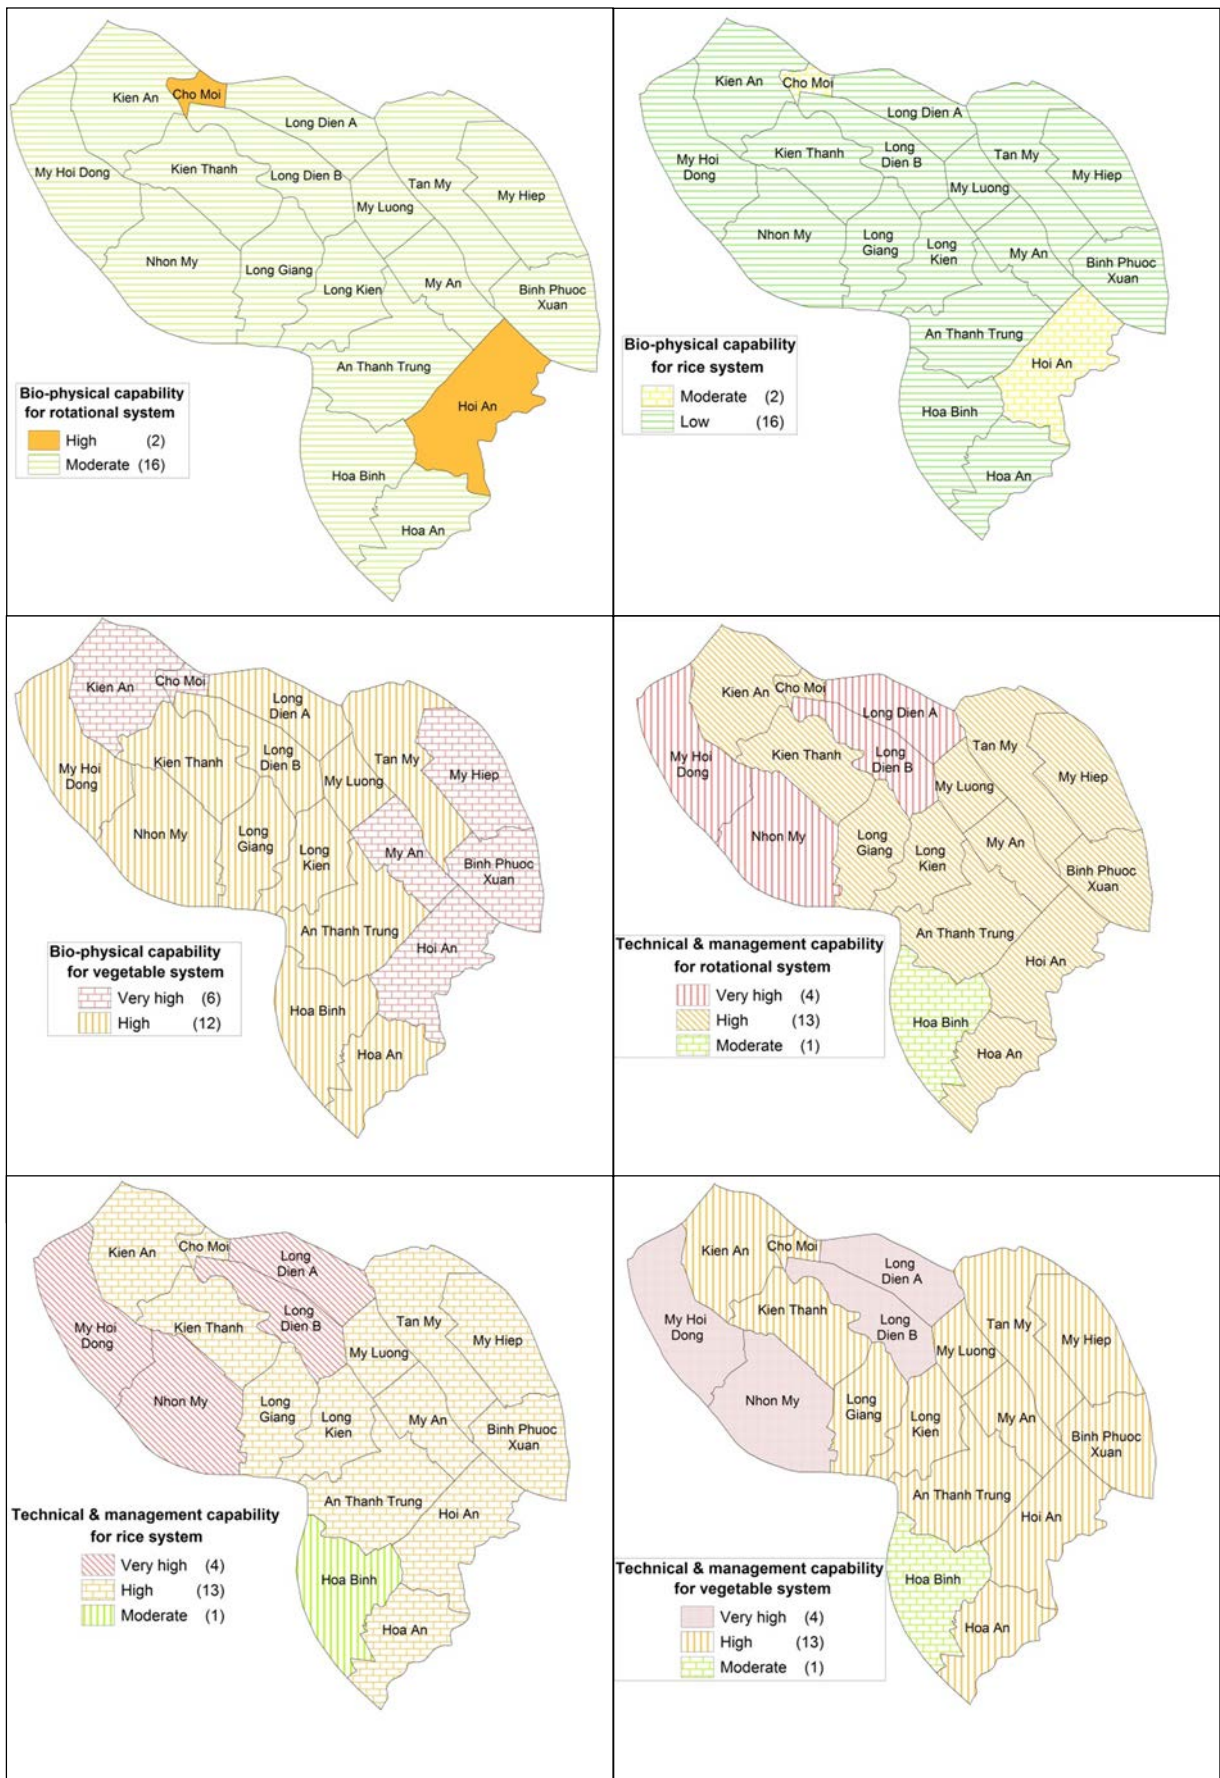 Kien An
Cho Moi
Long Dien A
My Hoi Dong
Kien Thanh
Long Dien B
Tan My
My Hiep
My Luong
Nhon My
Long Giang
Long Kien
My An
Binh Phuoc
Xuan
An Thanh Trung
Hoi An
Hoa Binh
Hoa An
Bio-physical capability
for rotational system
High (2)
Moderate (16)
Kien An
Cho Moi
Long Dien A
My Hoi
Dong
Kien Thanh
Long
Dien B
Tan My
My Hiep
My Luong
Nhon My
Long
Giang
Long
Kien
My An
Binh Phuoc
Xuan
An Thanh Trung
Hoi An
Hoa Binh
Hoa An
Bio-physical capability
for rice system
Moderate (2)
Low (16)
Kien An
Cho Moi
Long
Dien A
My Hoi
Dong
Kien Thanh
Long
Dien B
Tan My
My Hiep
My Luong
Nhon My
Long
Giang
Long
Kien
My An
Binh Phuoc
Xuan
An Thanh Trung
Hoi An
Hoa Binh
Hoa An
Bio-physical capability
for vegetable system
Very high (6)
High (12)
Kien An
Cho Moi
Long Dien A
My Hoi
Dong
Kien Thanh
Long
Dien B
Tan My
My Hiep
My Luong
Nhon My
Long
Giang
Long
Kien
My An
Binh Phuoc
Xuan
An Thanh Trung
Hoi An
Hoa Binh
Hoa An
Technical & management capability
for rotational system
Very high (4)
High (13)
Moderate (1)
Kien An
Cho Moi
Long
Dien A
My Hoi
Dong
Kien Thanh
Long
Dien B
Tan My
My Hiep
My Luong
Nhon My
Long
Giang
Long
Kien
My An
Binh Phuoc
Xuan
An Thanh Trung
Hoi An
Hoa Binh
Hoa An
Technical & management capability
for rice system
Very high (4)
High (13)
Moderate (1)
Kien An
Cho Moi
Long
Dien A
My Hoi
Dong
Kien Thanh
Long
Dien B
Tan My
My Hiep
My Luong
Nhon My
Long
Giang
Long
Kien
My An
Binh Phuoc
Xuan
An Thanh Trung
Hoi An
Hoa Binh
Hoa An
Technical & management capability
for vegetable system
Very high (4)
High (13)
Moderate (1)